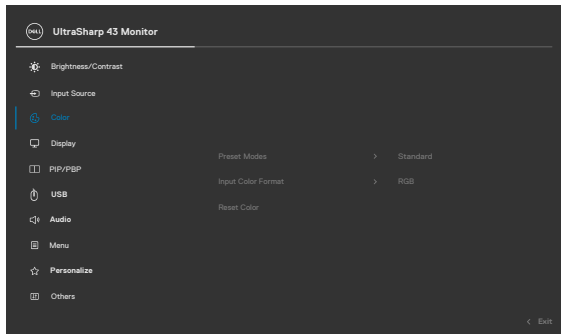 DELL
UltraSharp 43 Monitor
Brightness/Contrast
Input Source
Color
Display
PIP/PBP
USB
Audio
Menu
Personalize
Others
Preset Modes > Standard
Input Color Format > RGB
Reset Color
< Exit